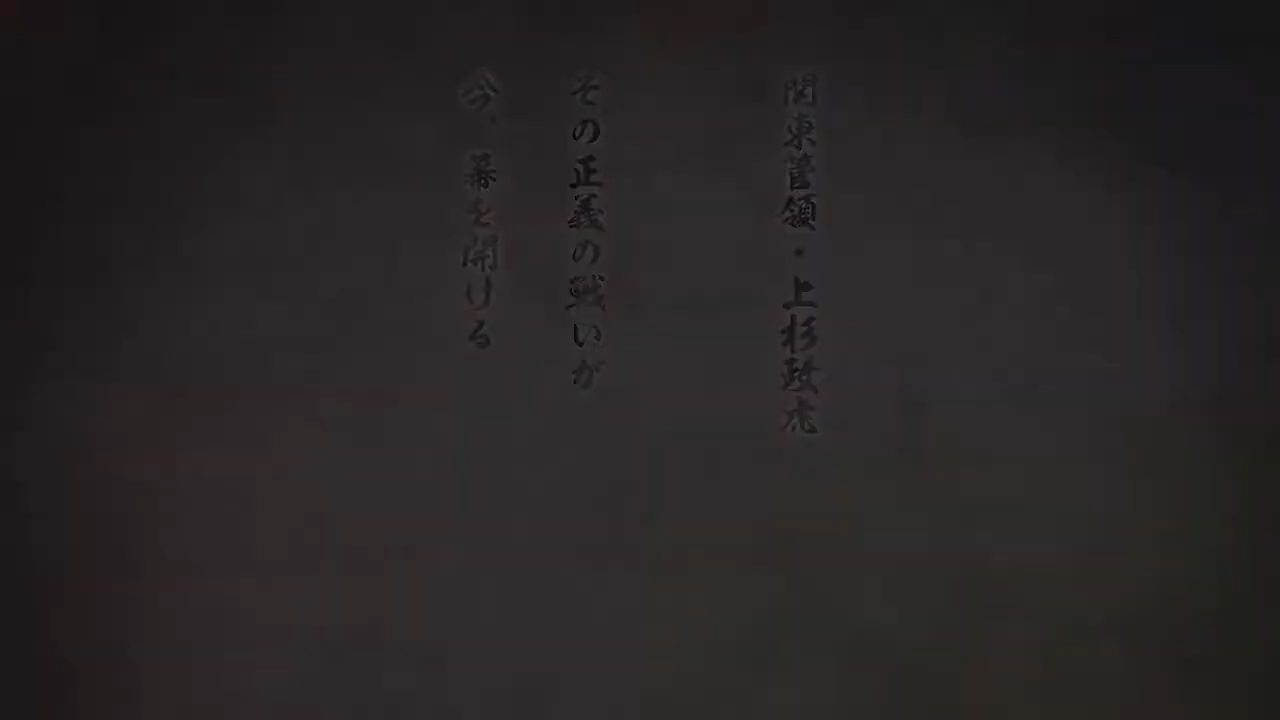 関東管領・上杉政虎
その正義の戦いが
今、幕を開ける